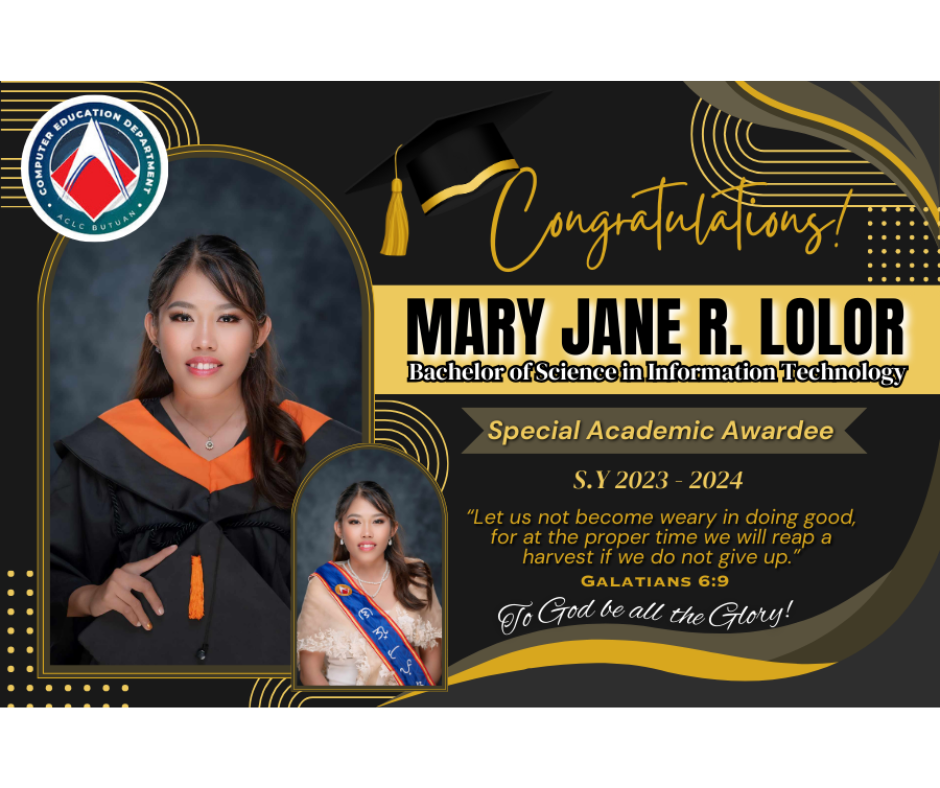 COMPUTER EDUCATION DEPARTMENT
ACLC BUTUAN
Congratulations!
MARY JANE R. LOLOR
Bachelor of Science in Information Technology
Special Academic Awardee
S.Y 2023 - 2024
“Let us not become weary in doing good,
for at the proper time we will reap a
harvest if we do not give up.”
GALATIANS 6:9
To God be all the Glory!